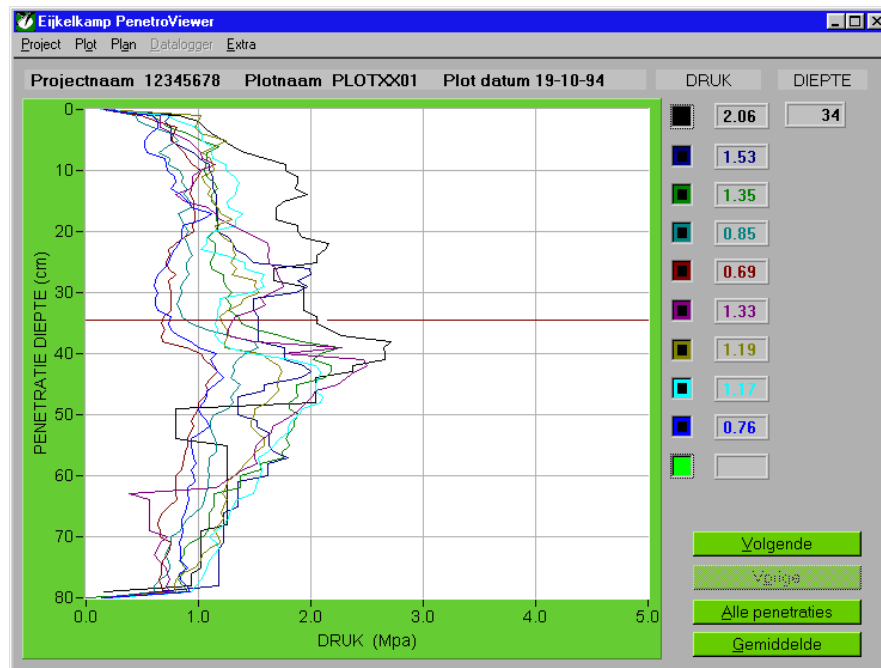 Eijkelkamp PenetroViewer
Project Plot Plan Datalogger Extra
Projectnaam 12345678 Plotnaam PLOTXX01 Plot datum 19-10-94 DRUK DIEPTE
2.06 34
1.53
1.35
0.85
0.69
1.33
1.19
1.17
0.76
PENETRATIE DIEPTE (cm)
0
10
20
30
40
50
60
70
80
0.0 1.0 2.0 3.0 4.0 5.0
DRUK (Mpa)
Volgende
Vorige
Alle penetraties
Gemiddelde